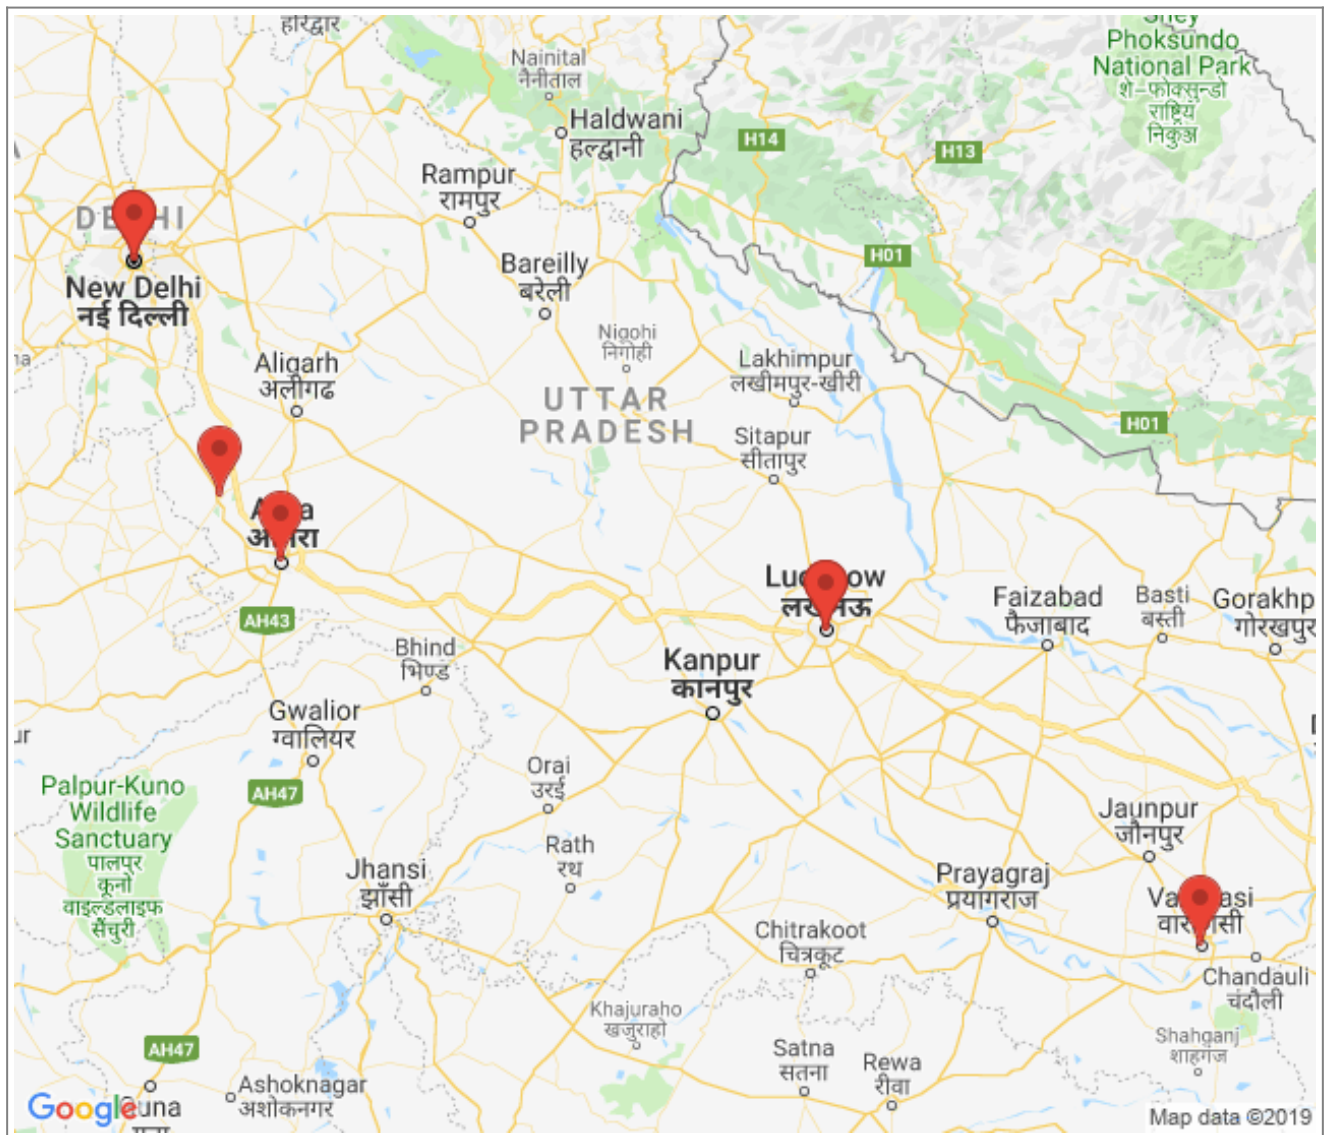 हरिद्वार
Shey
Phoksundo
National Park
शे-फोक्सुन्डो
राष्ट्रिय
निकुञ्ज
Nainital
नैनीताल
Haldwani
हल्द्वानी
H14
H13
Rampur
रामपुर
New Delhi
नई दिल्ली
Bareilly
बरेली
H01
Nigohi
निगोही
Aligarh
अलीगढ
Lakhimpur
लखीमपुर-खीरी
UTTAR
PRADESH
H01
Sitapur
सीतापुर
AH43
Faizabad
फैजाबाद
Basti
बस्ती
Gorakhp
गोरखपुर
Bhind
भिण्ड
Kanpur
कानपुर
Gwalior
ग्वालियर
Palpur-Kuno
Wildlife
Sanctuary
पालपुर
कूनो
वाइल्डलाइफ
सैंचुरी
AH47
Orai
उरई
Jaunpur
जौनपुर
Rath
रथ
Jhansi
झाँसी
Prayagraj
प्रयागराज
Chitrakoot
चित्रकूट
Chandauli
चंदौली
Khajuraho
खजुराहो
Shahganj
शाहगंज
AH47
Satna
सतना
Rewa
रीवा
Ashoknagar
अशोकनगर
Google
Map data ©2019